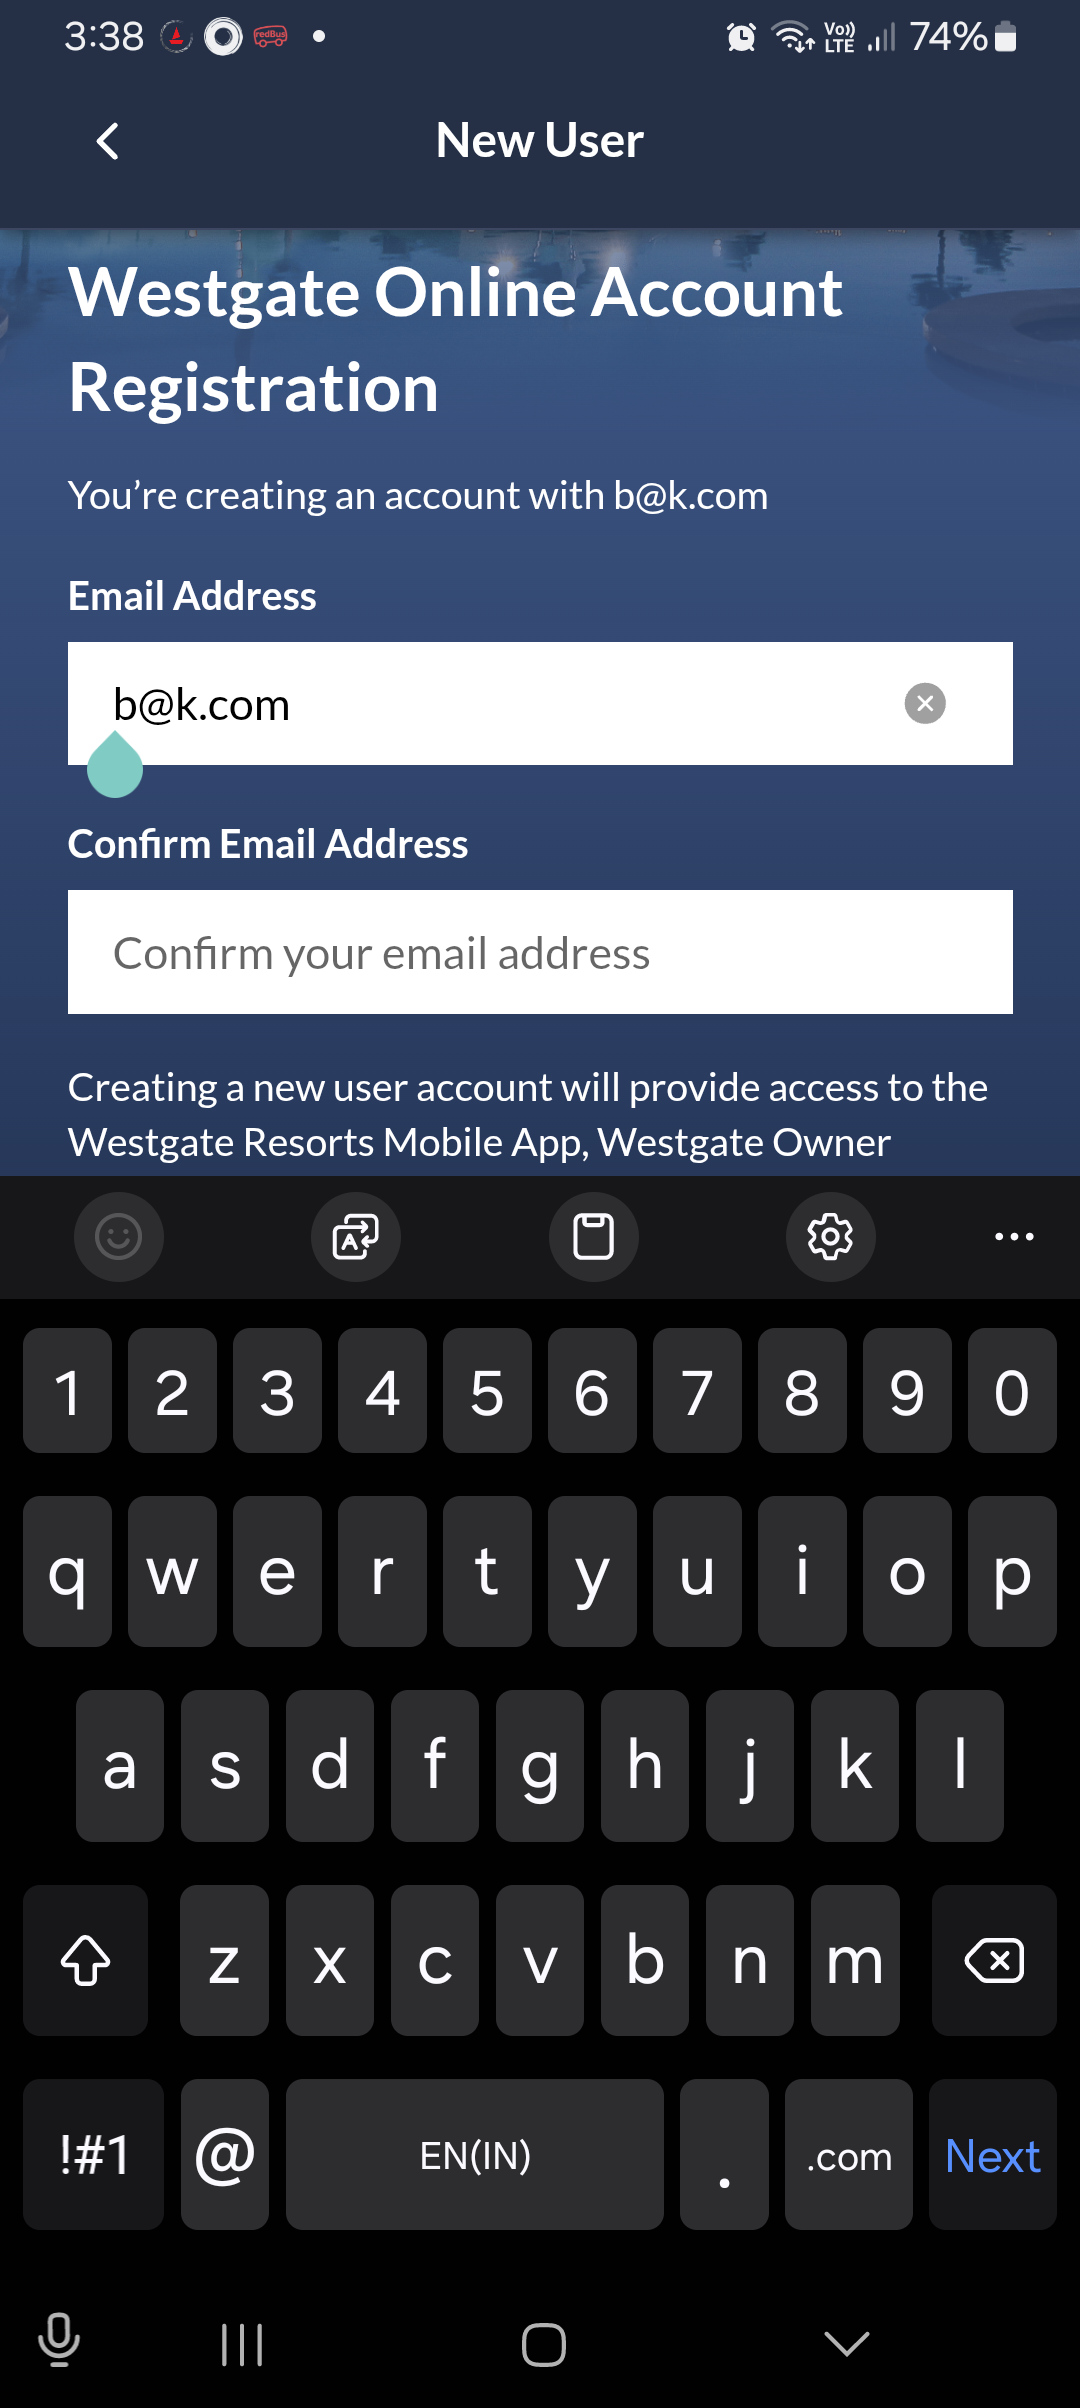 3:38 redBus Vo)) LTE 74%
New User
Westgate Online Account
Registration
You’re creating an account with b@k.com
Email Address
b@k.com
Confirm Email Address
Confirm your email address
Creating a new user account will provide access to the
Westgate Resorts Mobile App, Westgate Owner
1 2 3 4 5 6 7 8 9 0
q w e r t y u i o p
a s d f g h j k l
z x c v b n m
!#1 @ EN(IN) . .com Next